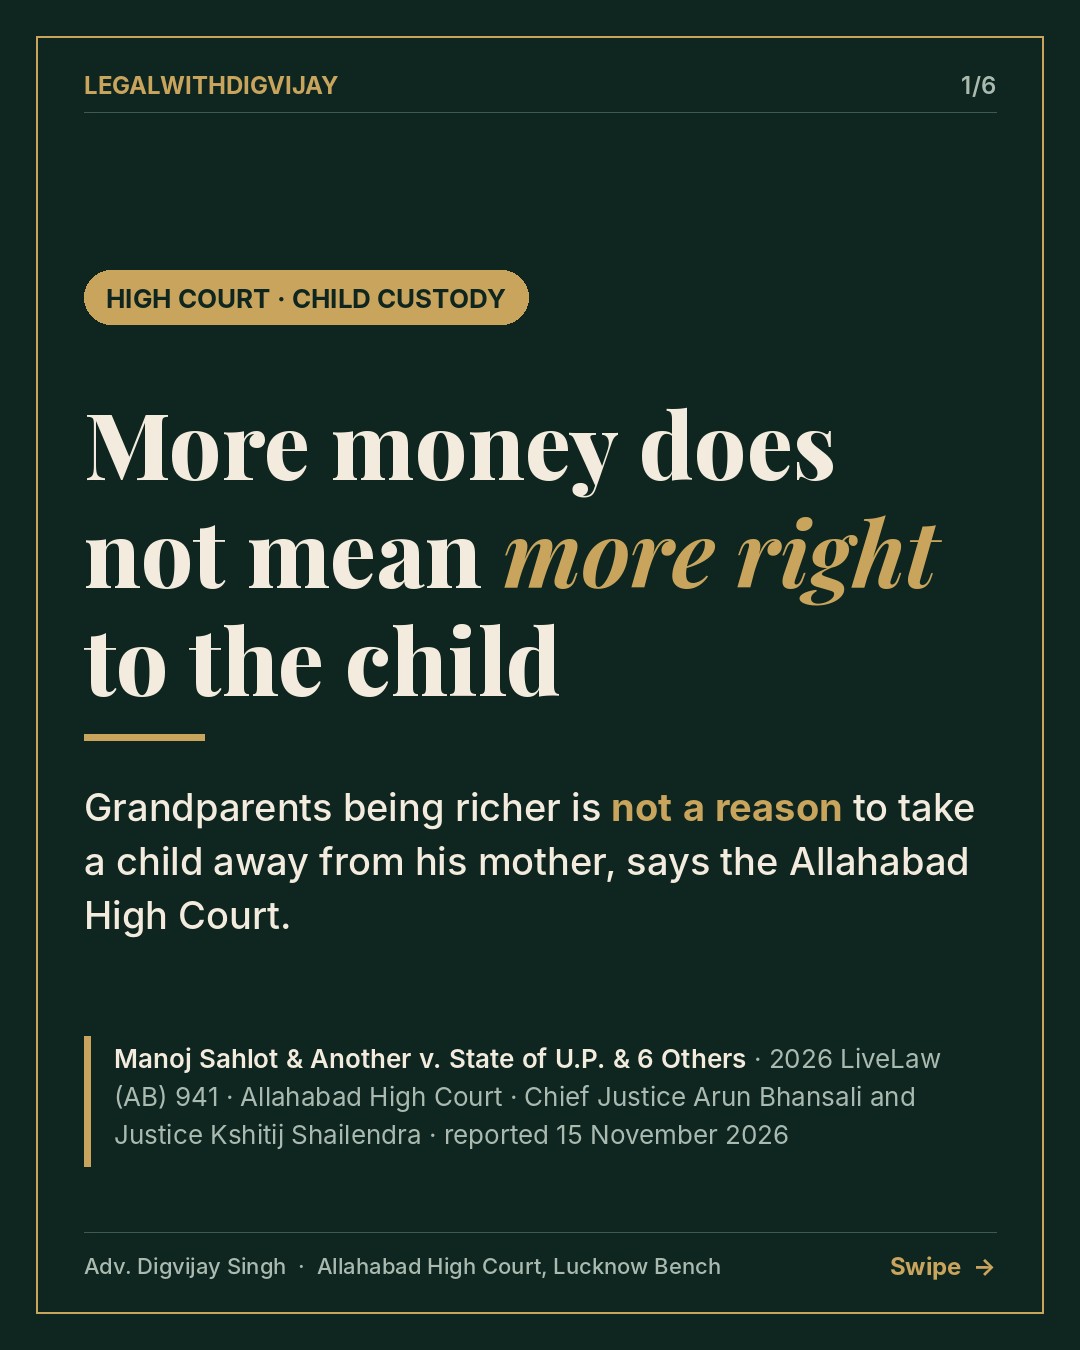 LEGALWITHDIGVIJAY
1/6
HIGH COURT · CHILD CUSTODY
More money does
not mean more right
to the child
Grandparents being richer is not a reason to take
a child away from his mother, says the Allahabad
High Court.
Manoj Sahlot & Another v. State of U.P. & 6 Others · 2026 LiveLaw
(AB) 941 · Allahabad High Court · Chief Justice Arun Bhansali and
Justice Kshitij Shailendra · reported 15 November 2026
Adv. Digvijay Singh · Allahabad High Court, Lucknow Bench
Swipe →